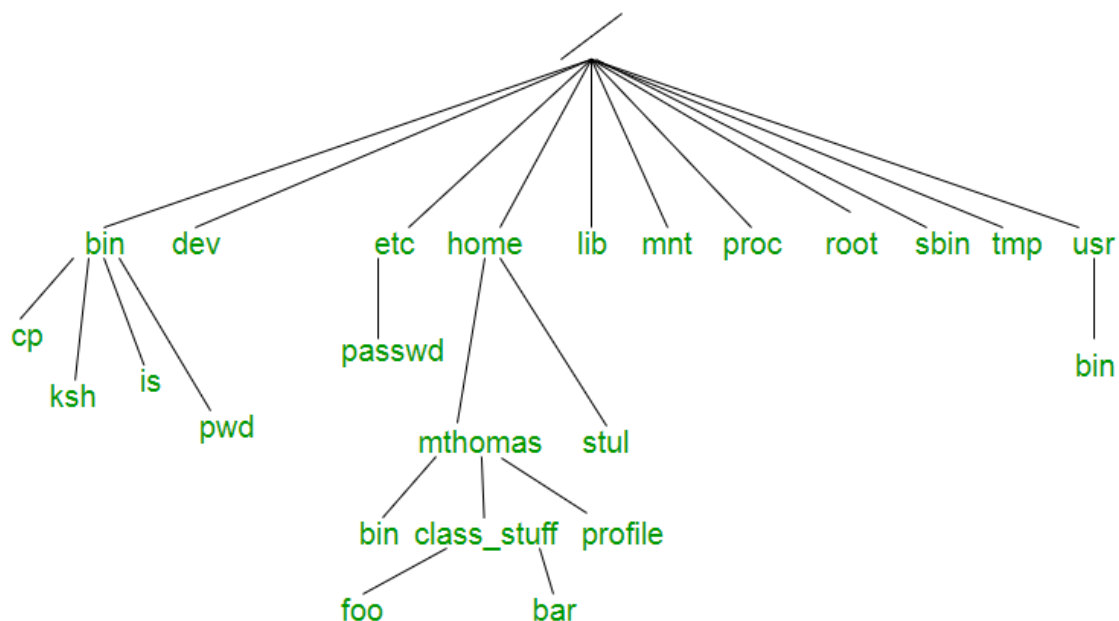 /
bin dev etc home lib mnt proc root sbin tmp usr
cp
passwd
bin
ksh
is
pwd
mthomas stul
bin class_stuff profile
foo bar